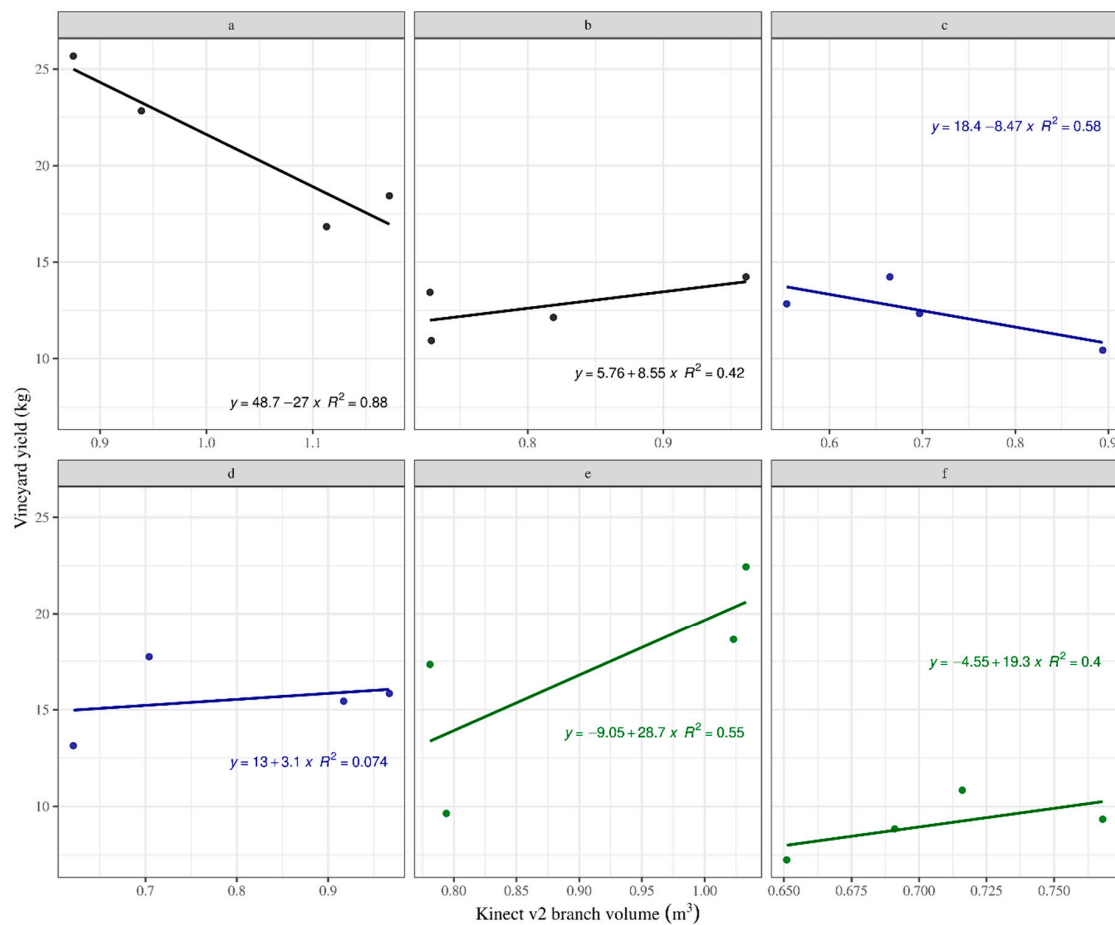 a
b
c
25
20
15
10
y = 18.4 −8.47 x R² = 0.58
y = 5.76 + 8.55 x R² = 0.42
y = 48.7 −27 x R² = 0.88
0.9 1.0 1.1
0.8 0.9
0.6 0.7 0.8 0.9
Vineyard yield (kg)
d
e
f
25
20
15
10
y = −4.55 + 19.3 x R² = 0.4
y = −9.05 + 28.7 x R² = 0.55
y = 13 + 3.1 x R² = 0.074
0.7 0.8 0.9
0.80 0.85 0.90 0.95 1.00
0.650 0.675 0.700 0.725 0.750
Kinect v2 branch volume (m³)